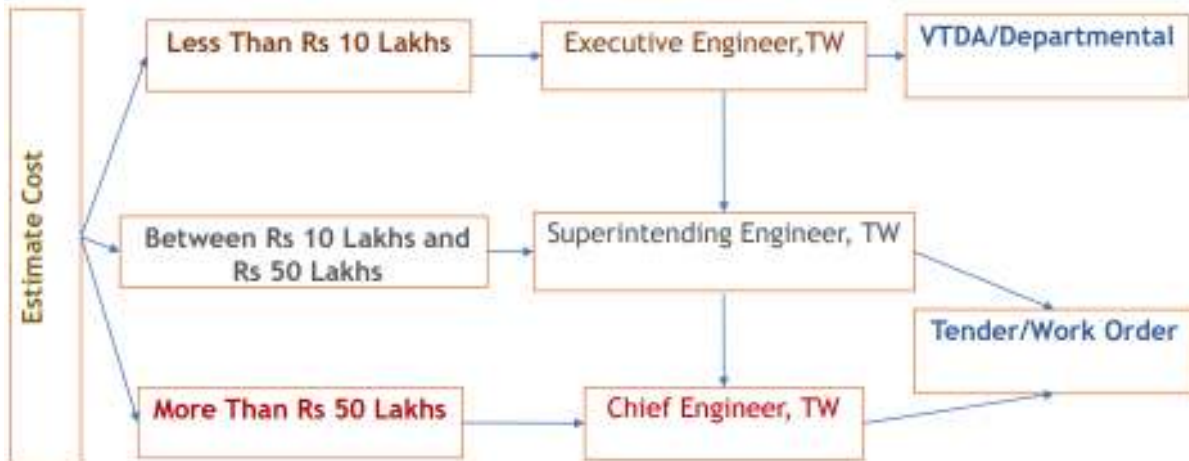 Estimate Cost
Less Than Rs 10 Lakhs
Executive Engineer,TW
VTDA/Departmental
Between Rs 10 Lakhs and
Rs 50 Lakhs
Superintending Engineer, TW
Tender/Work Order
More Than Rs 50 Lakhs
Chief Engineer, TW